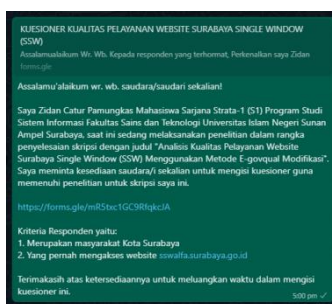 KUESIONER KUALITAS PELAYANAN WEBSITE SURABAYA SINGLE WINDOW
(SSW)
Assalamualaikum Wr. Wb. Kepada responden yang terhormat, Perkenalkan saya Zidan
forms.gle
Assalamu'alaikum wr. wb. saudara/saudari sekalian!
Saya Zidan Catur Pamungkas Mahasiswa Sarjana Strata-1 (S1) Program Studi
Sistem Informasi Fakultas Sains dan Teknologi Universitas Islam Negeri Sunan
Ampel Surabaya, saat ini sedang melaksanakan penelitian dalam rangka
penyelesaian skripsi dengan judul "Analisis Kualitas Pelayanan Website
Surabaya Single Window (SSW) Menggunakan Metode E-govqual Modifikasi".
Saya meminta kesediaan saudara/i sekalian untuk mengisi kuesioner guna
memenuhi penelitian untuk skripsi saya ini.
https://forms.gle/mR5txc1GC9RfqkcJA
Kriteria Responden yaitu:
1. Merupakan masyarakat Kota Surabaya
2. Yang pernah mengakses website sswalfa.surabaya.go.id
Terimakasih atas ketersediaannya untuk meluangkan waktu dalam mengisi
kuesioner ini.
5:00 pm